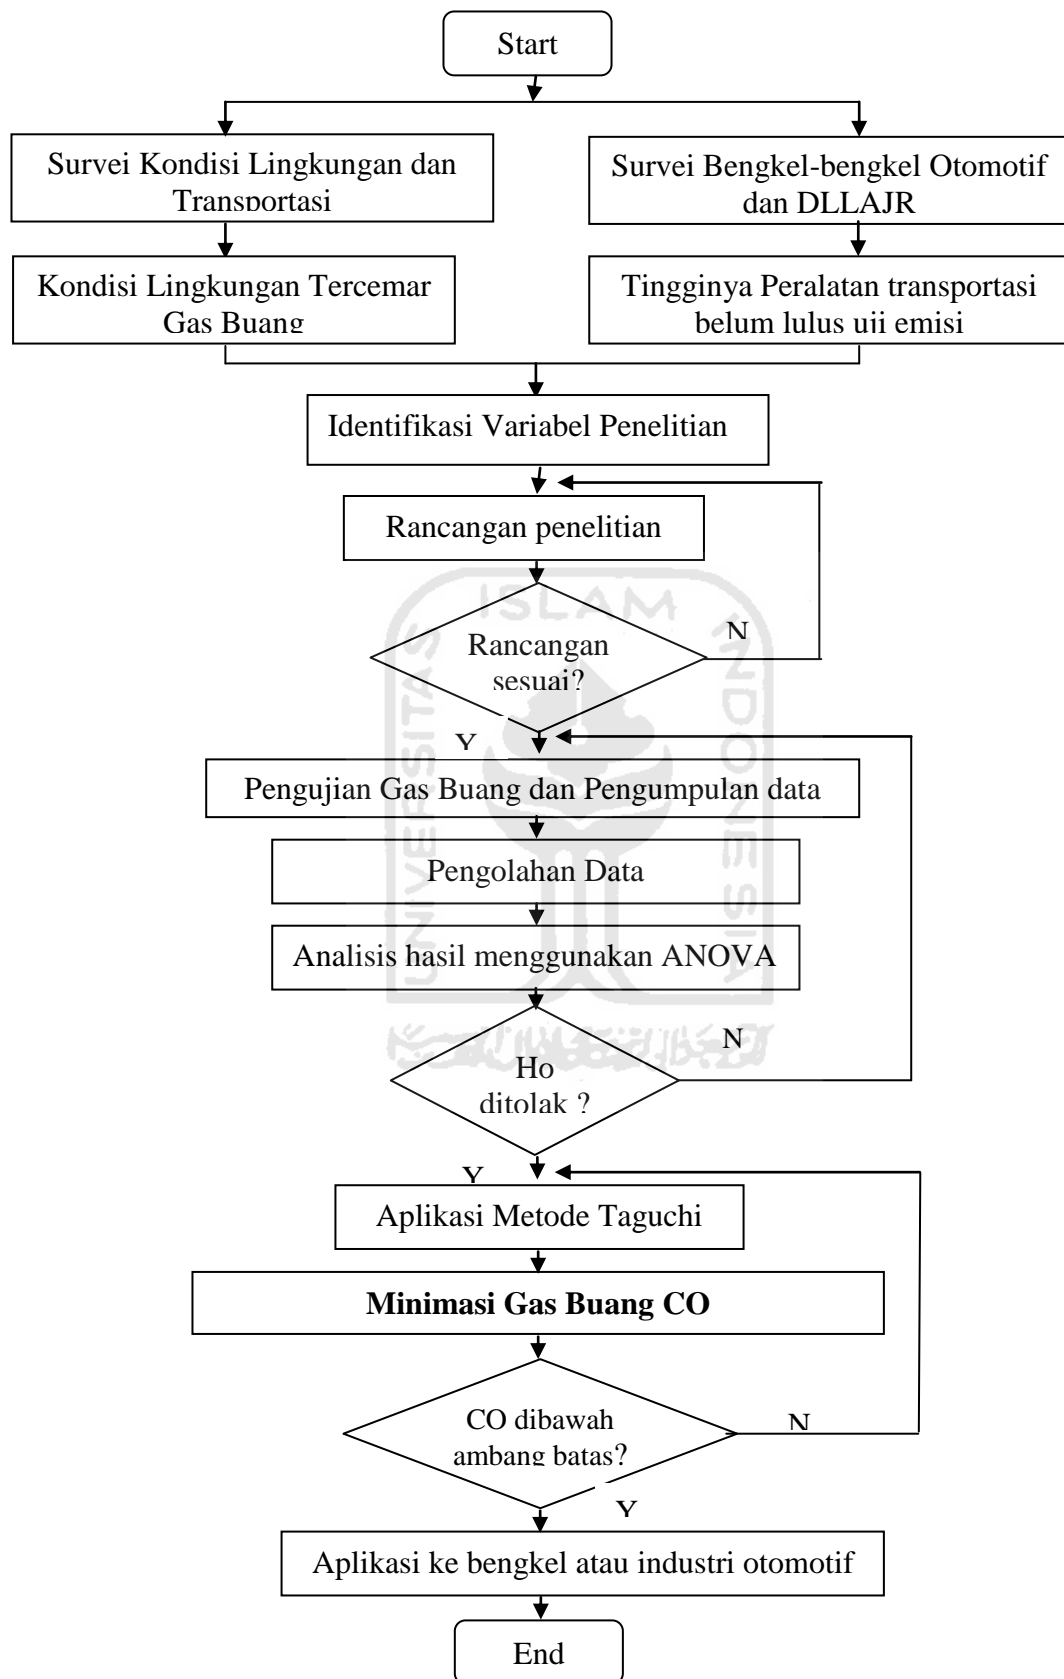 Start
Survei Kondisi Lingkungan dan
Transportasi
Survei Bengkel-bengkel Otomotif
dan DLLAJR
Kondisi Lingkungan Tercemar
Gas Buang
Tingginya Peralatan transportasi
belum lulus uji emisi
Identifikasi Variabel Penelitian
Rancangan penelitian
ISLAM
UNIVERSITAS
INDONESIA
Rancangan
sesuai?
N
Y
Pengujian Gas Buang dan Pengumpulan data
Pengolahan Data
Analisis hasil menggunakan ANOVA
Ho
ditolak ?
N
Y
Aplikasi Metode Taguchi
Minimasi Gas Buang CO
CO dibawah
ambang batas?
N
Y
Aplikasi ke bengkel atau industri otomotif
End